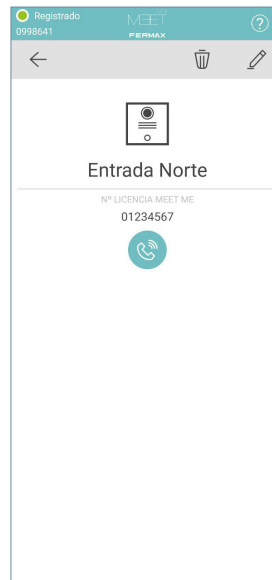 Registrado
0998641
MEET
FERMAX
?
Entrada Norte
Nº LICENCIA MEET ME
01234567